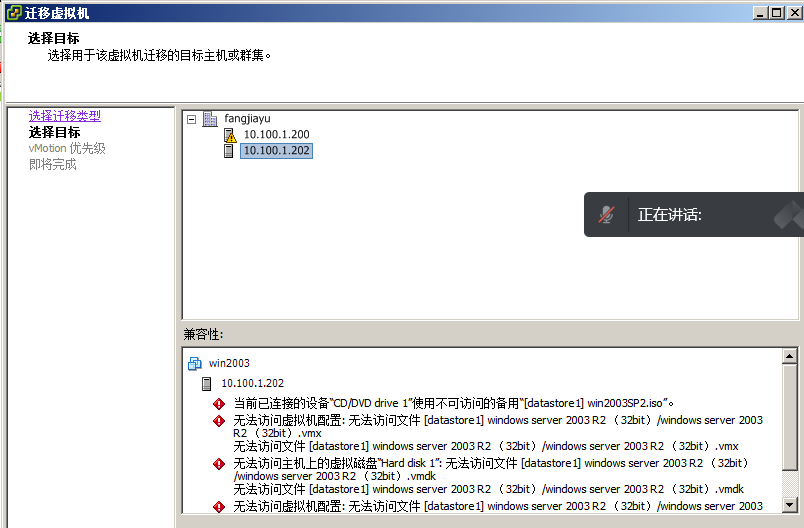 迁移虚拟机
选择目标
选择用于该虚拟机迁移的目标主机或群集。
选择迁移类型
选择目标
vMotion 优先级
即将完成
fangjiayu
10.100.1.200
10.100.1.202
正在讲话:
兼容性:
win2003
10.100.1.202
当前已连接的设备“CD/DVD drive 1”使用不可访问的备用“[datastore1] win2003SP2.iso”。
无法访问虚拟机配置: 无法访问文件 [datastore1] windows server 2003 R2 （32bit）/windows server 2003
R2 （32bit）.vmx
无法访问文件 [datastore1] windows server 2003 R2 （32bit）/windows server 2003 R2 （32bit）.vmx
无法访问主机上的虚拟磁盘“Hard disk 1”: 无法访问文件 [datastore1] windows server 2003 R2 （32bit）
/windows server 2003 R2 （32bit）.vmdk
无法访问文件 [datastore1] windows server 2003 R2 （32bit）/windows server 2003 R2 （32bit）.vmdk
无法访问虚拟机配置: 无法访问文件 [datastore1] windows server 2003 R2 （32bit）/windows server 2003